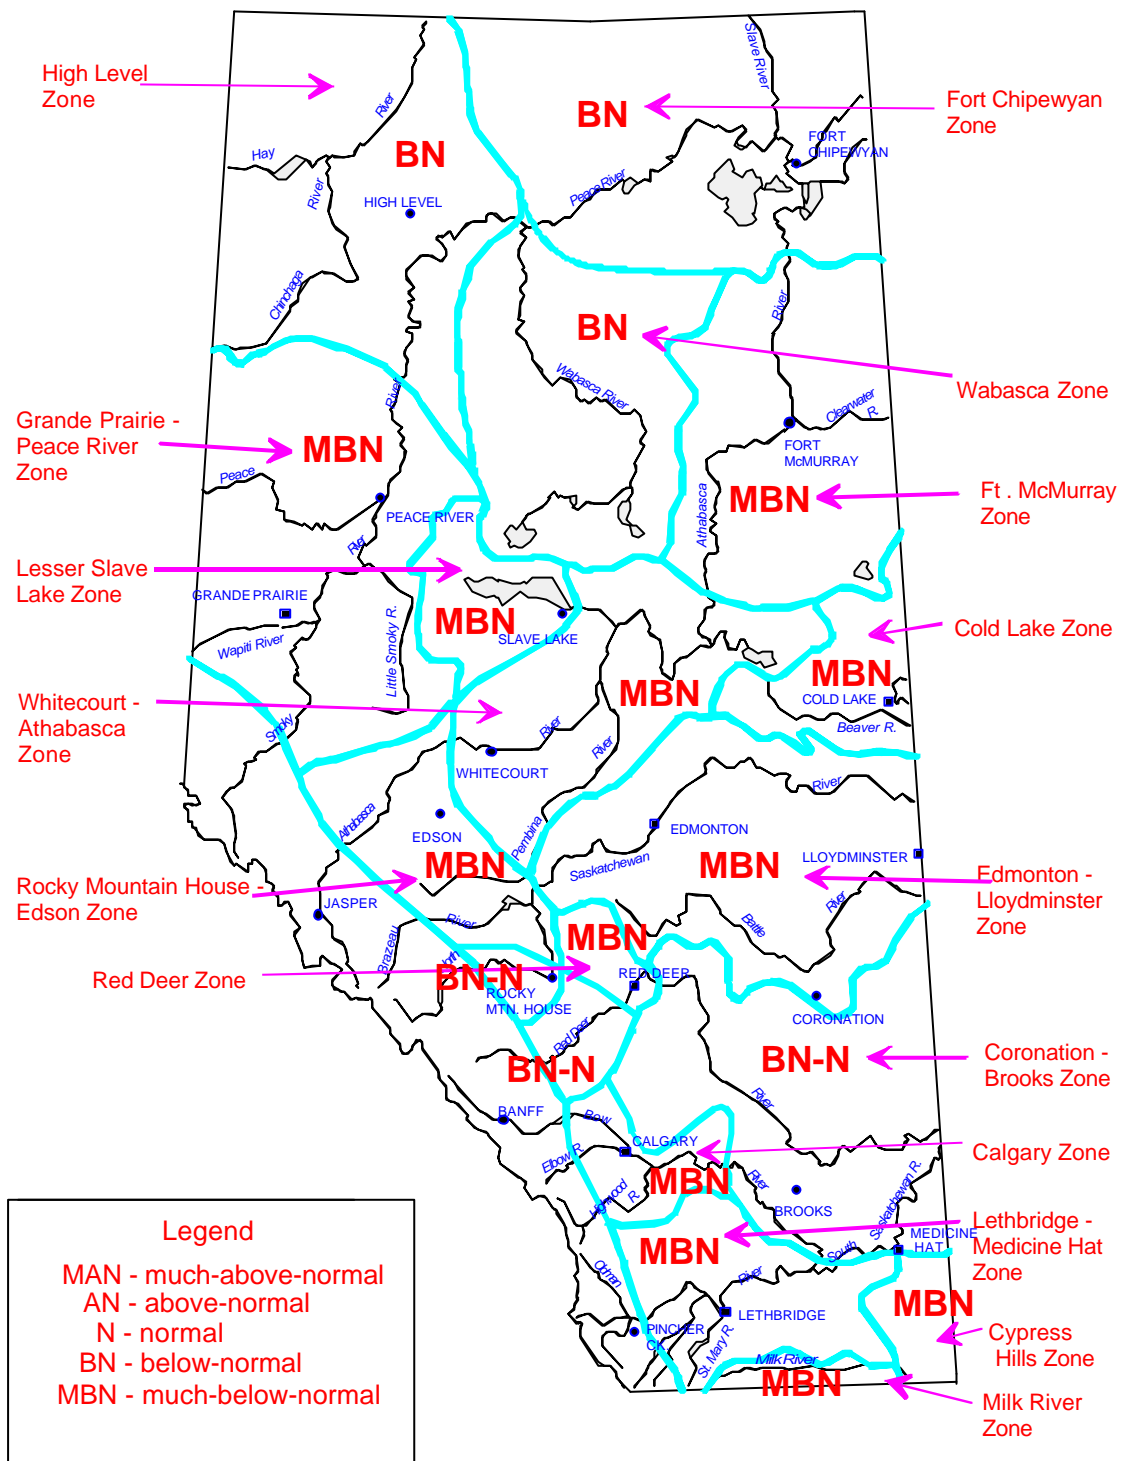 High Level
Zone
Hay
River
River
Chinchaga
BN
HIGH LEVEL
BN
Slave River
FORT
CHIPEWYAN
Fort Chipewyan
Zone
Peace River
BN
Wabasca River
River
Wabasca Zone
Clearwater
R.
FORT
McMURRAY
Grande Prairie -
Peace River
Zone
MBN
River
Peace
PEACE RIVER
River
MBN
Athabasca
Ft . McMurray
Zone
Lesser Slave
Lake Zone
GRANDE PRAIRIE
Wapiti River
Little Smoky R.
MBN
SLAVE LAKE
Cold Lake Zone
MBN
COLD LAKE
Beaver R.
MBN
Whitecourt -
Athabasca
Zone
Smoky
River
River
WHITECOURT
Athabasca
EDSON
Pembina
River
EDMONTON
Saskatchewan
MBN
LLOYDMINSTER
MBN
Rocky Mountain House -
Edson Zone
Edmonton -
Lloydminster
Zone
JASPER
River
Brazeau
North
Battle
River
MBN
Red Deer Zone
BN-N
ROCKY
MTN. HOUSE
RED DEER
CORONATION
Red Deer
BN-N
BN-N
Coronation -
Brooks Zone
River
BANFF
Bow
CALGARY
Elbow R.
Calgary Zone
Highwood
R.
MBN
River
BROOKS
Saskatchewan R.
Lethbridge -
Medicine Hat
Zone
MEDICINE
HAT
South
MBN
River
Oldman
MBN
LETHBRIDGE
PINCHER
CK.
St. Mary R.
Milk River
MBN
Cypress
Hills Zone
Milk River
Zone
Legend
MAN - much-above-normal
AN - above-normal
N - normal
BN - below-normal
MBN - much-below-normal